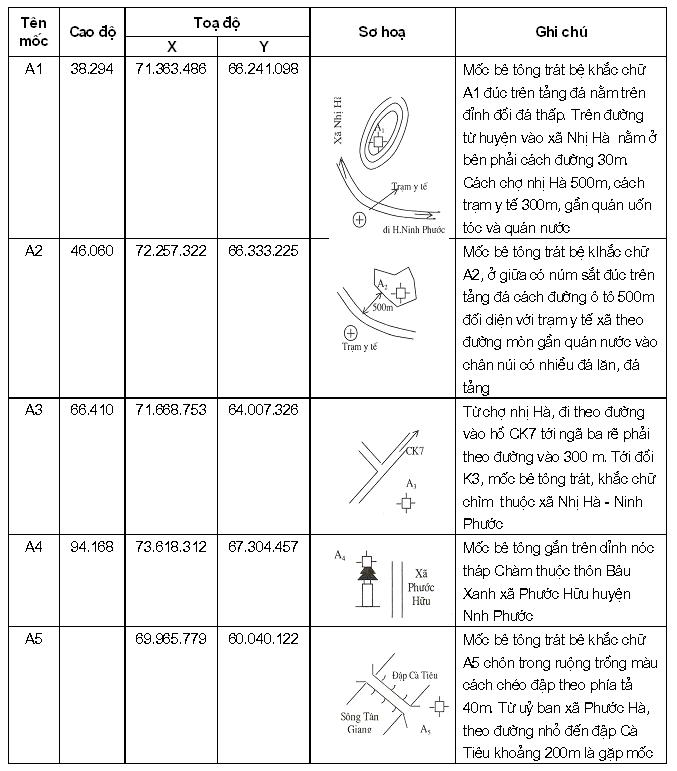 Tên mốc
Cao độ
Toạ độ
X
Y
Sơ hoạ
Ghi chú
A1
38.294
71.363.486
66.241.098
Xã Nhị Hà
A1
Trạm y tế
đi H.Ninh Phước
Mốc bê tông trát bệ khắc chữ
A1 đúc trên tảng đá nằm trên
đỉnh đồi đá thấp. Trên đường
từ huyện vào xã Nhị Hà nằm ở
bên phải cách đường 30m.
Cách chợ nhị Hà 500m, cách
trạm y tế 300m, gần quán uốn
tóc và quán nước
A2
46.060
72.257.322
66.333.225
A2
500m
Trạm y tế
Mốc bê tông trát bệ klhắc chữ
A2, ở giữa có núm sắt đúc trên
tảng đá cách đường ô tô 500m
đối diện với trạm y tế xã theo
đường mòn gần quán nước vào
chân núi có nhiều đá lăn, đá
tảng
A3
66.410
71.668.753
64.007.326
CK7
A3
Từ chợ nhị Hà, đi theo đường
vào hồ CK7 tới ngã ba rẽ phải
theo đường vào 300 m. Tới đồi
K3, mốc bê tông trát, khắc chữ
chìm thuộc xã Nhị Hà - Ninh
Phước
A4
94.168
73.618.312
67.304.457
A4
Xã
Phước
Hữu
Mốc bê tông gắn trên dỉnh nóc
tháp Chàm thuộc thôn Bâu
Xanh xã Phước Hữu huyện
Nnh Phước
A5
69.965.779
60.040.122
Đập Cà Tiêu
Sông Tân
Giang
A5
Mốc bê tông trát bê khắc chữ
A5 chôn trong ruộng trồng màu
cách chéo đập theo phía tả
40m. Từ uỷ ban xã Phước Hà,
theo đường nhỏ đến đập Cà
Tiêu khoảng 200m là gặp mốc